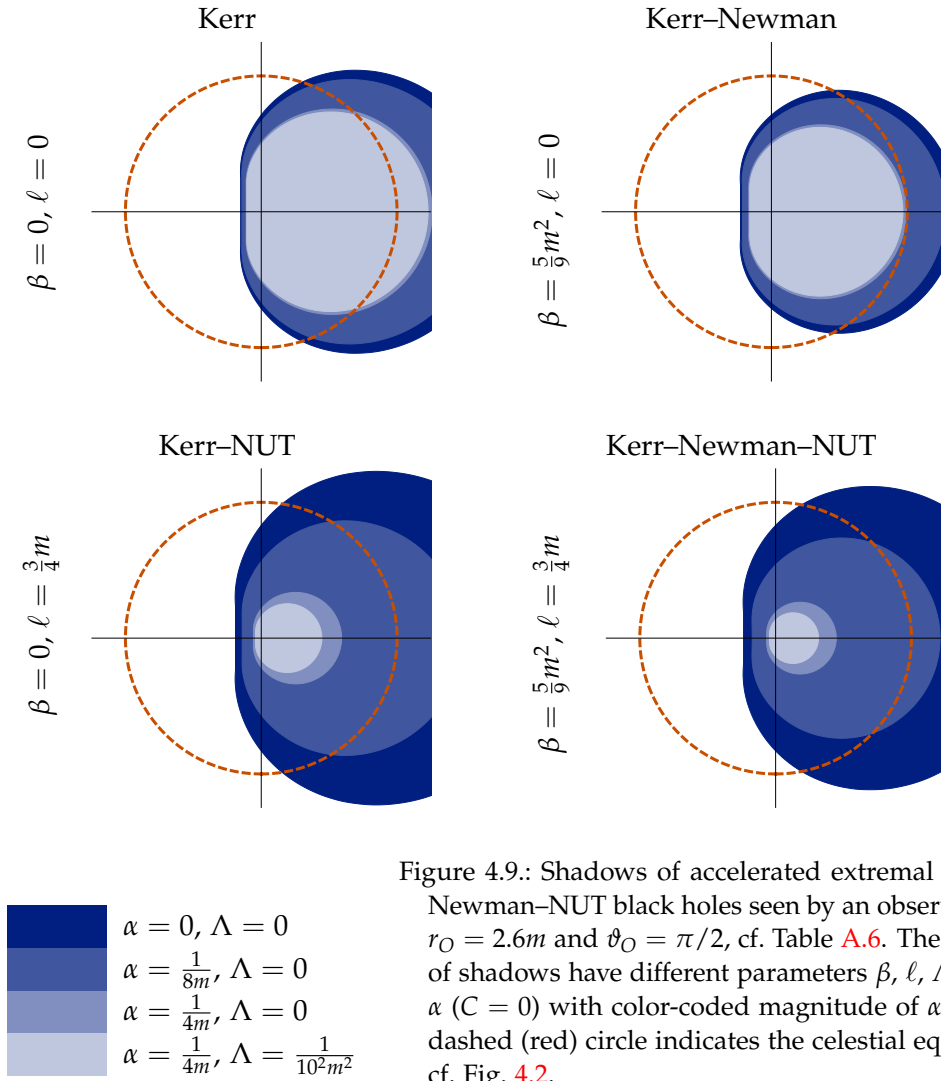 Kerr
Kerr–Newman
β = 0, ℓ = 0
β = 5/9 m², ℓ = 0
Kerr–NUT
Kerr–Newman–NUT
β = 0, ℓ = 3/4 m
β = 5/9 m², ℓ = 3/4 m
α = 0, Λ = 0
α = 1/8m, Λ = 0
α = 1/4m, Λ = 0
α = 1/4m, Λ = 1/10²m²
Figure 4.9.: Shadows of accelerated extremal
Newman–NUT black holes seen by an obser
r_O = 2.6m and ϑ_O = π/2, cf. Table A.6. The
of shadows have different parameters β, ℓ, Λ
α (C = 0) with color-coded magnitude of α
dashed (red) circle indicates the celestial eq
cf. Fig. 4.2.